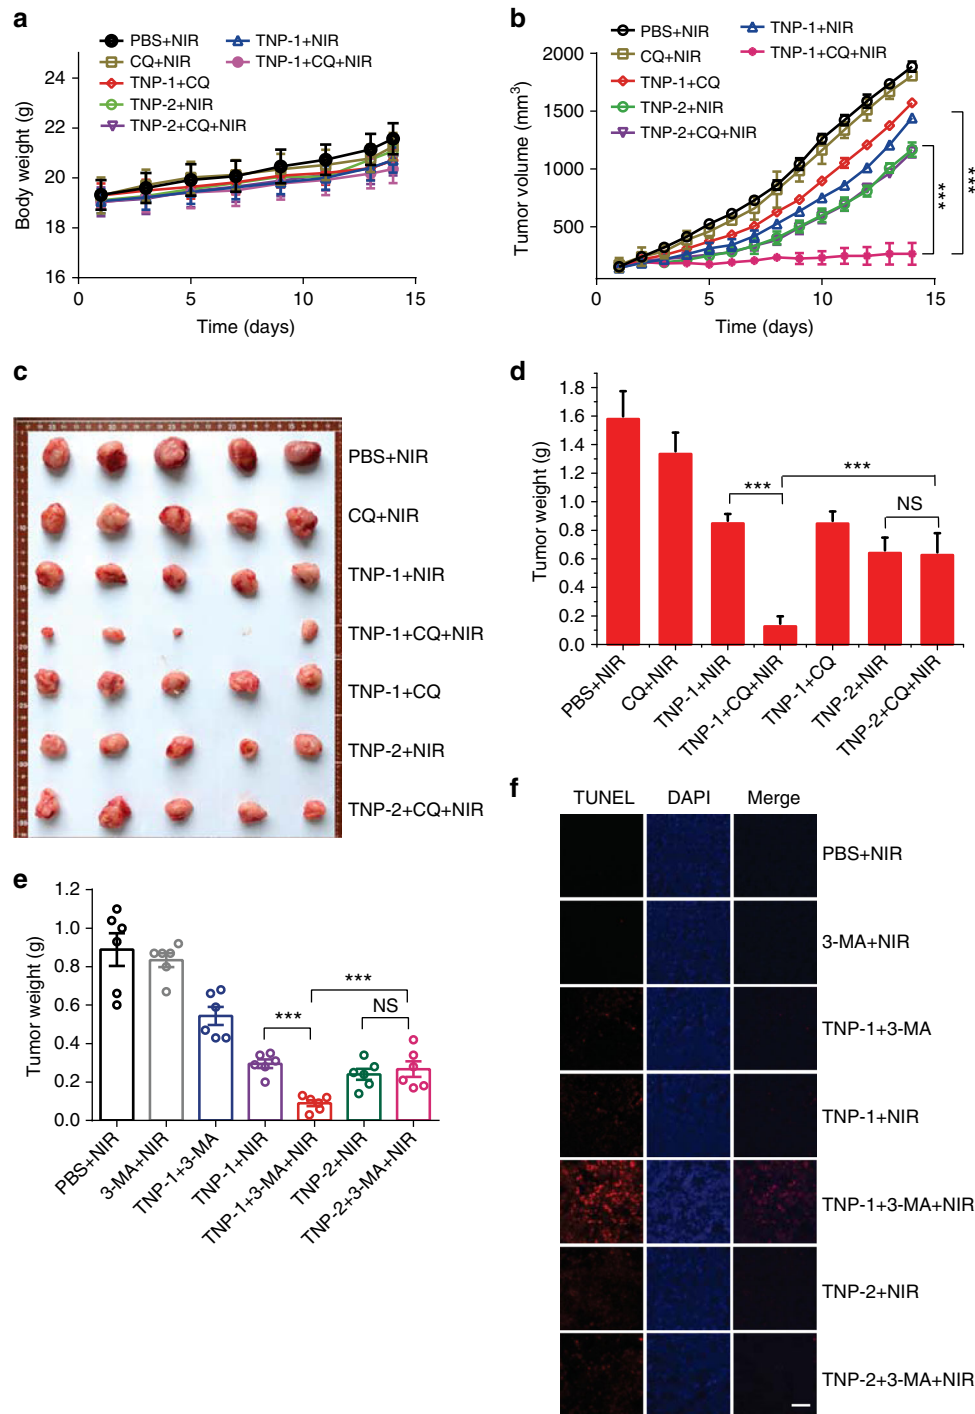 a
PBS+NIR
CQ+NIR
TNP-1+CQ
TNP-2+NIR
TNP-2+CQ+NIR
TNP-1+NIR
TNP-1+CQ+NIR
Body weight (g)
24
22
20
18
16
0
5
10
15
Time (days)
b
PBS+NIR
CQ+NIR
TNP-1+CQ
TNP-2+NIR
TNP-2+CQ+NIR
TNP-1+NIR
TNP-1+CQ+NIR
Tumor volume (mm³)
2000
1500
1000
500
0
5
10
15
Time (days)
***
***
c
PBS+NIR
CQ+NIR
TNP-1+NIR
TNP-1+CQ+NIR
TNP-1+CQ
TNP-2+NIR
TNP-2+CQ+NIR
d
Tumor weight (g)
1.8
1.6
1.4
1.2
1.0
0.8
0.6
0.4
0.2
0.0
***
***
NS
PBS+NIR
CQ+NIR
TNP-1+NIR
TNP-1+CQ+NIR
TNP-1+CQ
TNP-2+NIR
TNP-2+CQ+NIR
e
Tumor weight (g)
1.2
1.0
0.8
0.6
0.4
0.2
0.0
***
***
NS
PBS+NIR
3-MA+NIR
TNP-1+3-MA
TNP-1+NIR
TNP-1+3-MA+NIR
TNP-2+NIR
TNP-2+3-MA+NIR
f
TUNEL DAPI Merge
PBS+NIR
3-MA+NIR
TNP-1+3-MA
TNP-1+NIR
TNP-1+3-MA+NIR
TNP-2+NIR
TNP-2+3-MA+NIR